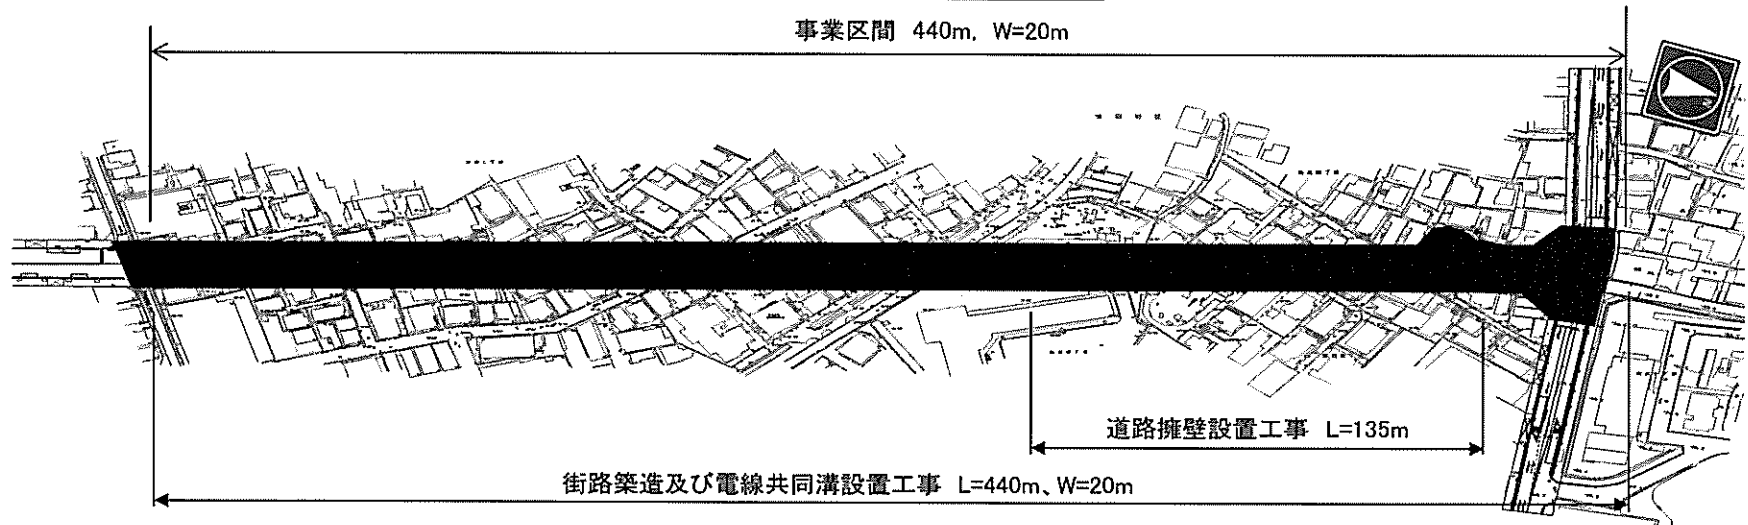 事業区間 440m, W=20m
道路擁壁設置工事 L=135m
街路築造及び電線共同溝設置工事 L=440m、W=20m